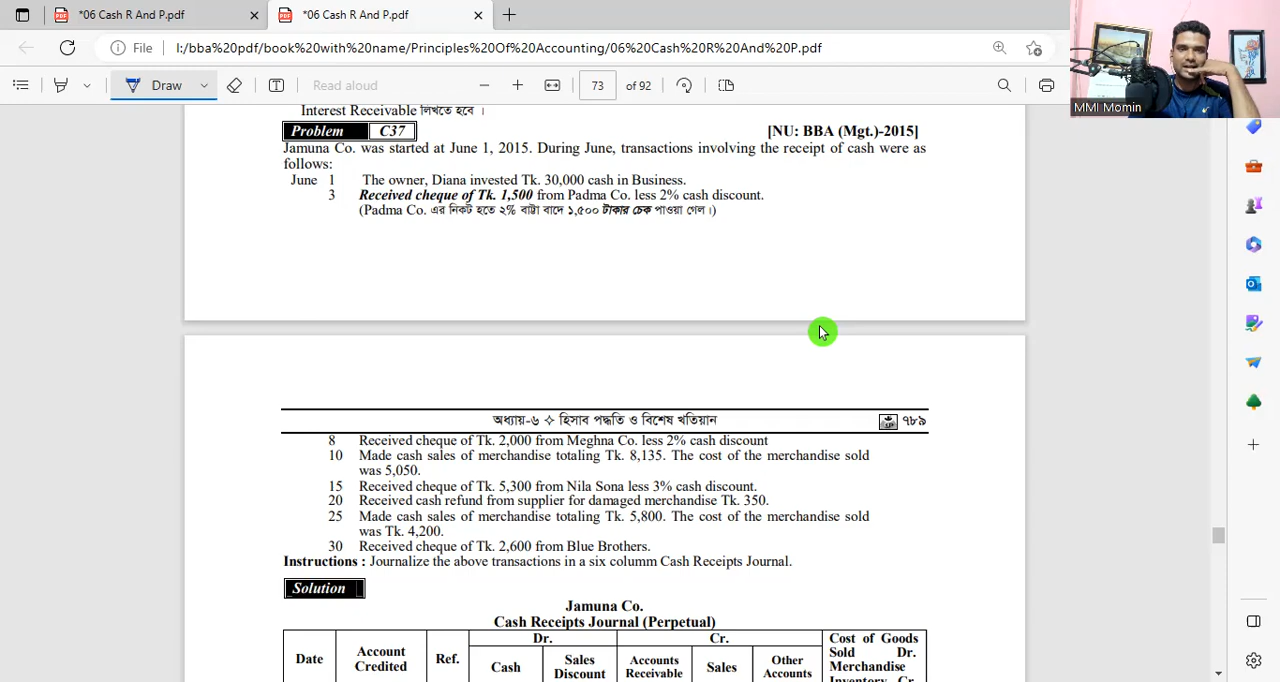 *06 Cash R And P.pdf
*06 Cash R And P.pdf
File
I:/bba%20pdf/book%20with%20name/Principles%20Of%20Accounting/06%20Cash%20R%20And%20P.pdf
Draw
Read aloud
73 of 92
MMI Momin
Interest Receivable লিখতে হবে ।
Problem C37 [NU: BBA (Mgt.)-2015]
Jamuna Co. was started at June 1, 2015. During June, transactions involving the receipt of cash were as
follows:
June 1 The owner, Diana invested Tk. 30,000 cash in Business.
3 Received cheque of Tk. 1,500 from Padma Co. less 2% cash discount.
(Padma Co. এর নিকট হতে ২% বাট্টা বাদে ১,৫০০ টাকার চেক পাওয়া গেল।)
অধ্যায়-৬ ✧ হিসাব পদ্ধতি ও বিশেষ খতিয়ান ৭৮৯
8 Received cheque of Tk. 2,000 from Meghna Co. less 2% cash discount
10 Made cash sales of merchandise totaling Tk. 8,135. The cost of the merchandise sold
was 5,050.
15 Received cheque of Tk. 5,300 from Nila Sona less 3% cash discount.
20 Received cash refund from supplier for damaged merchandise Tk. 350.
25 Made cash sales of merchandise totaling Tk. 5,800. The cost of the merchandise sold
was Tk. 4,200.
30 Received cheque of Tk. 2,600 from Blue Brothers.
Instructions : Journalize the above transactions in a six columm Cash Receipts Journal.
Solution
Jamuna Co.
Cash Receipts Journal (Perpetual)
Date
Account
Credited
Ref.
Dr.
Cash
Sales
Discount
Cr.
Accounts
Receivable
Sales
Other
Accounts
Cost of Goods
Sold Dr.
Merchandise
Inventory Cr.